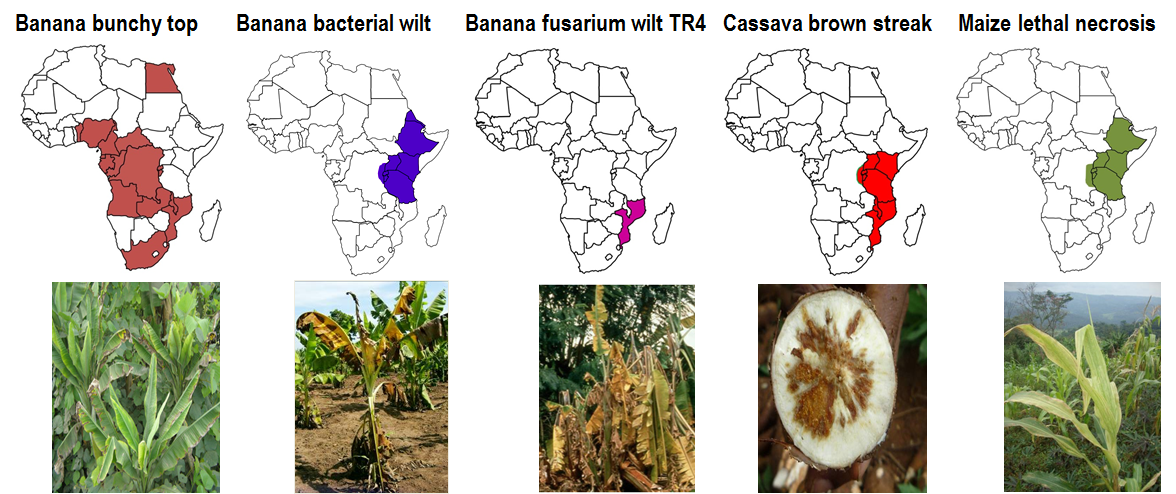 Banana bunchy top
Banana bacterial wilt
Banana fusarium wilt TR4
Cassava brown streak
Maize lethal necrosis